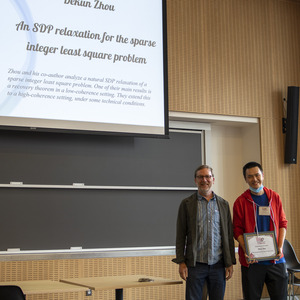 Dekun Zhou
An SDP relaxation for the sparse
integer least square problem
Zhou and his co-author analyze a natural SDP relaxation of a
sparse integer least square problem. One of their main results is
a recovery theorem in a low-coherence setting. They extend this
to a high-coherence setting, under some technical conditions.